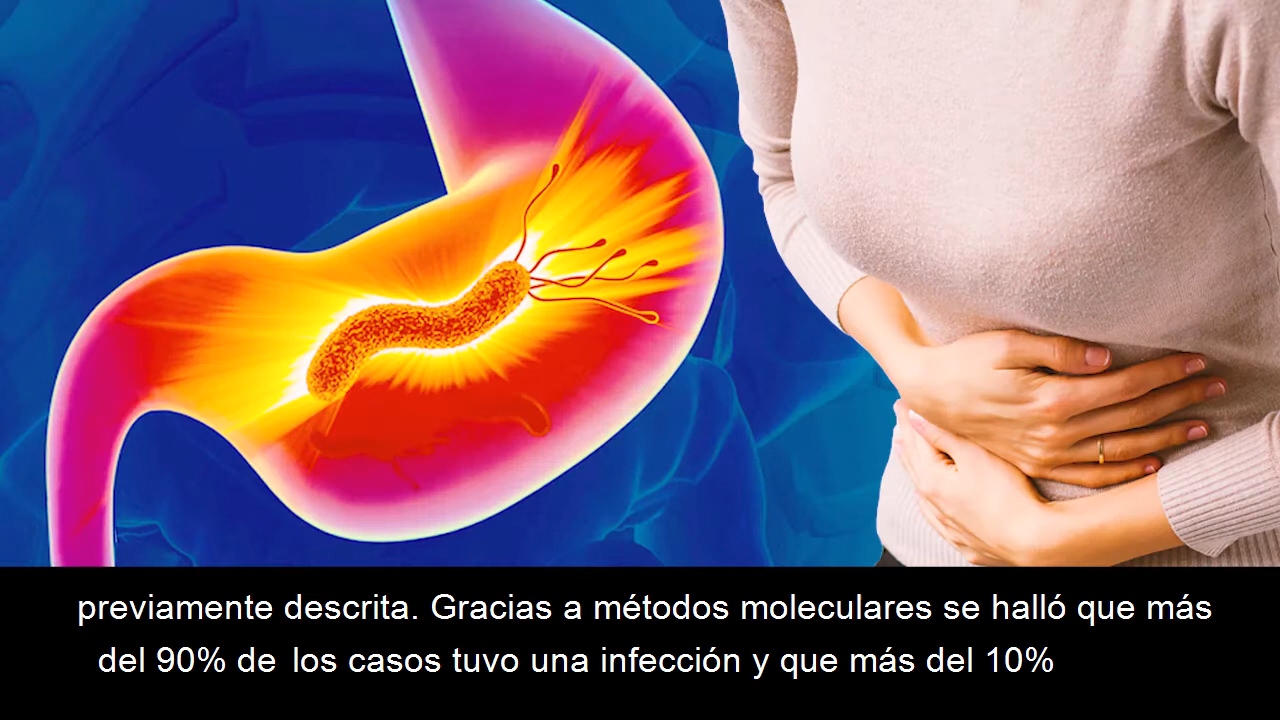 previamente descrita. Gracias a métodos moleculares se halló que más
del 90% de los casos tuvo una infección y que más del 10%